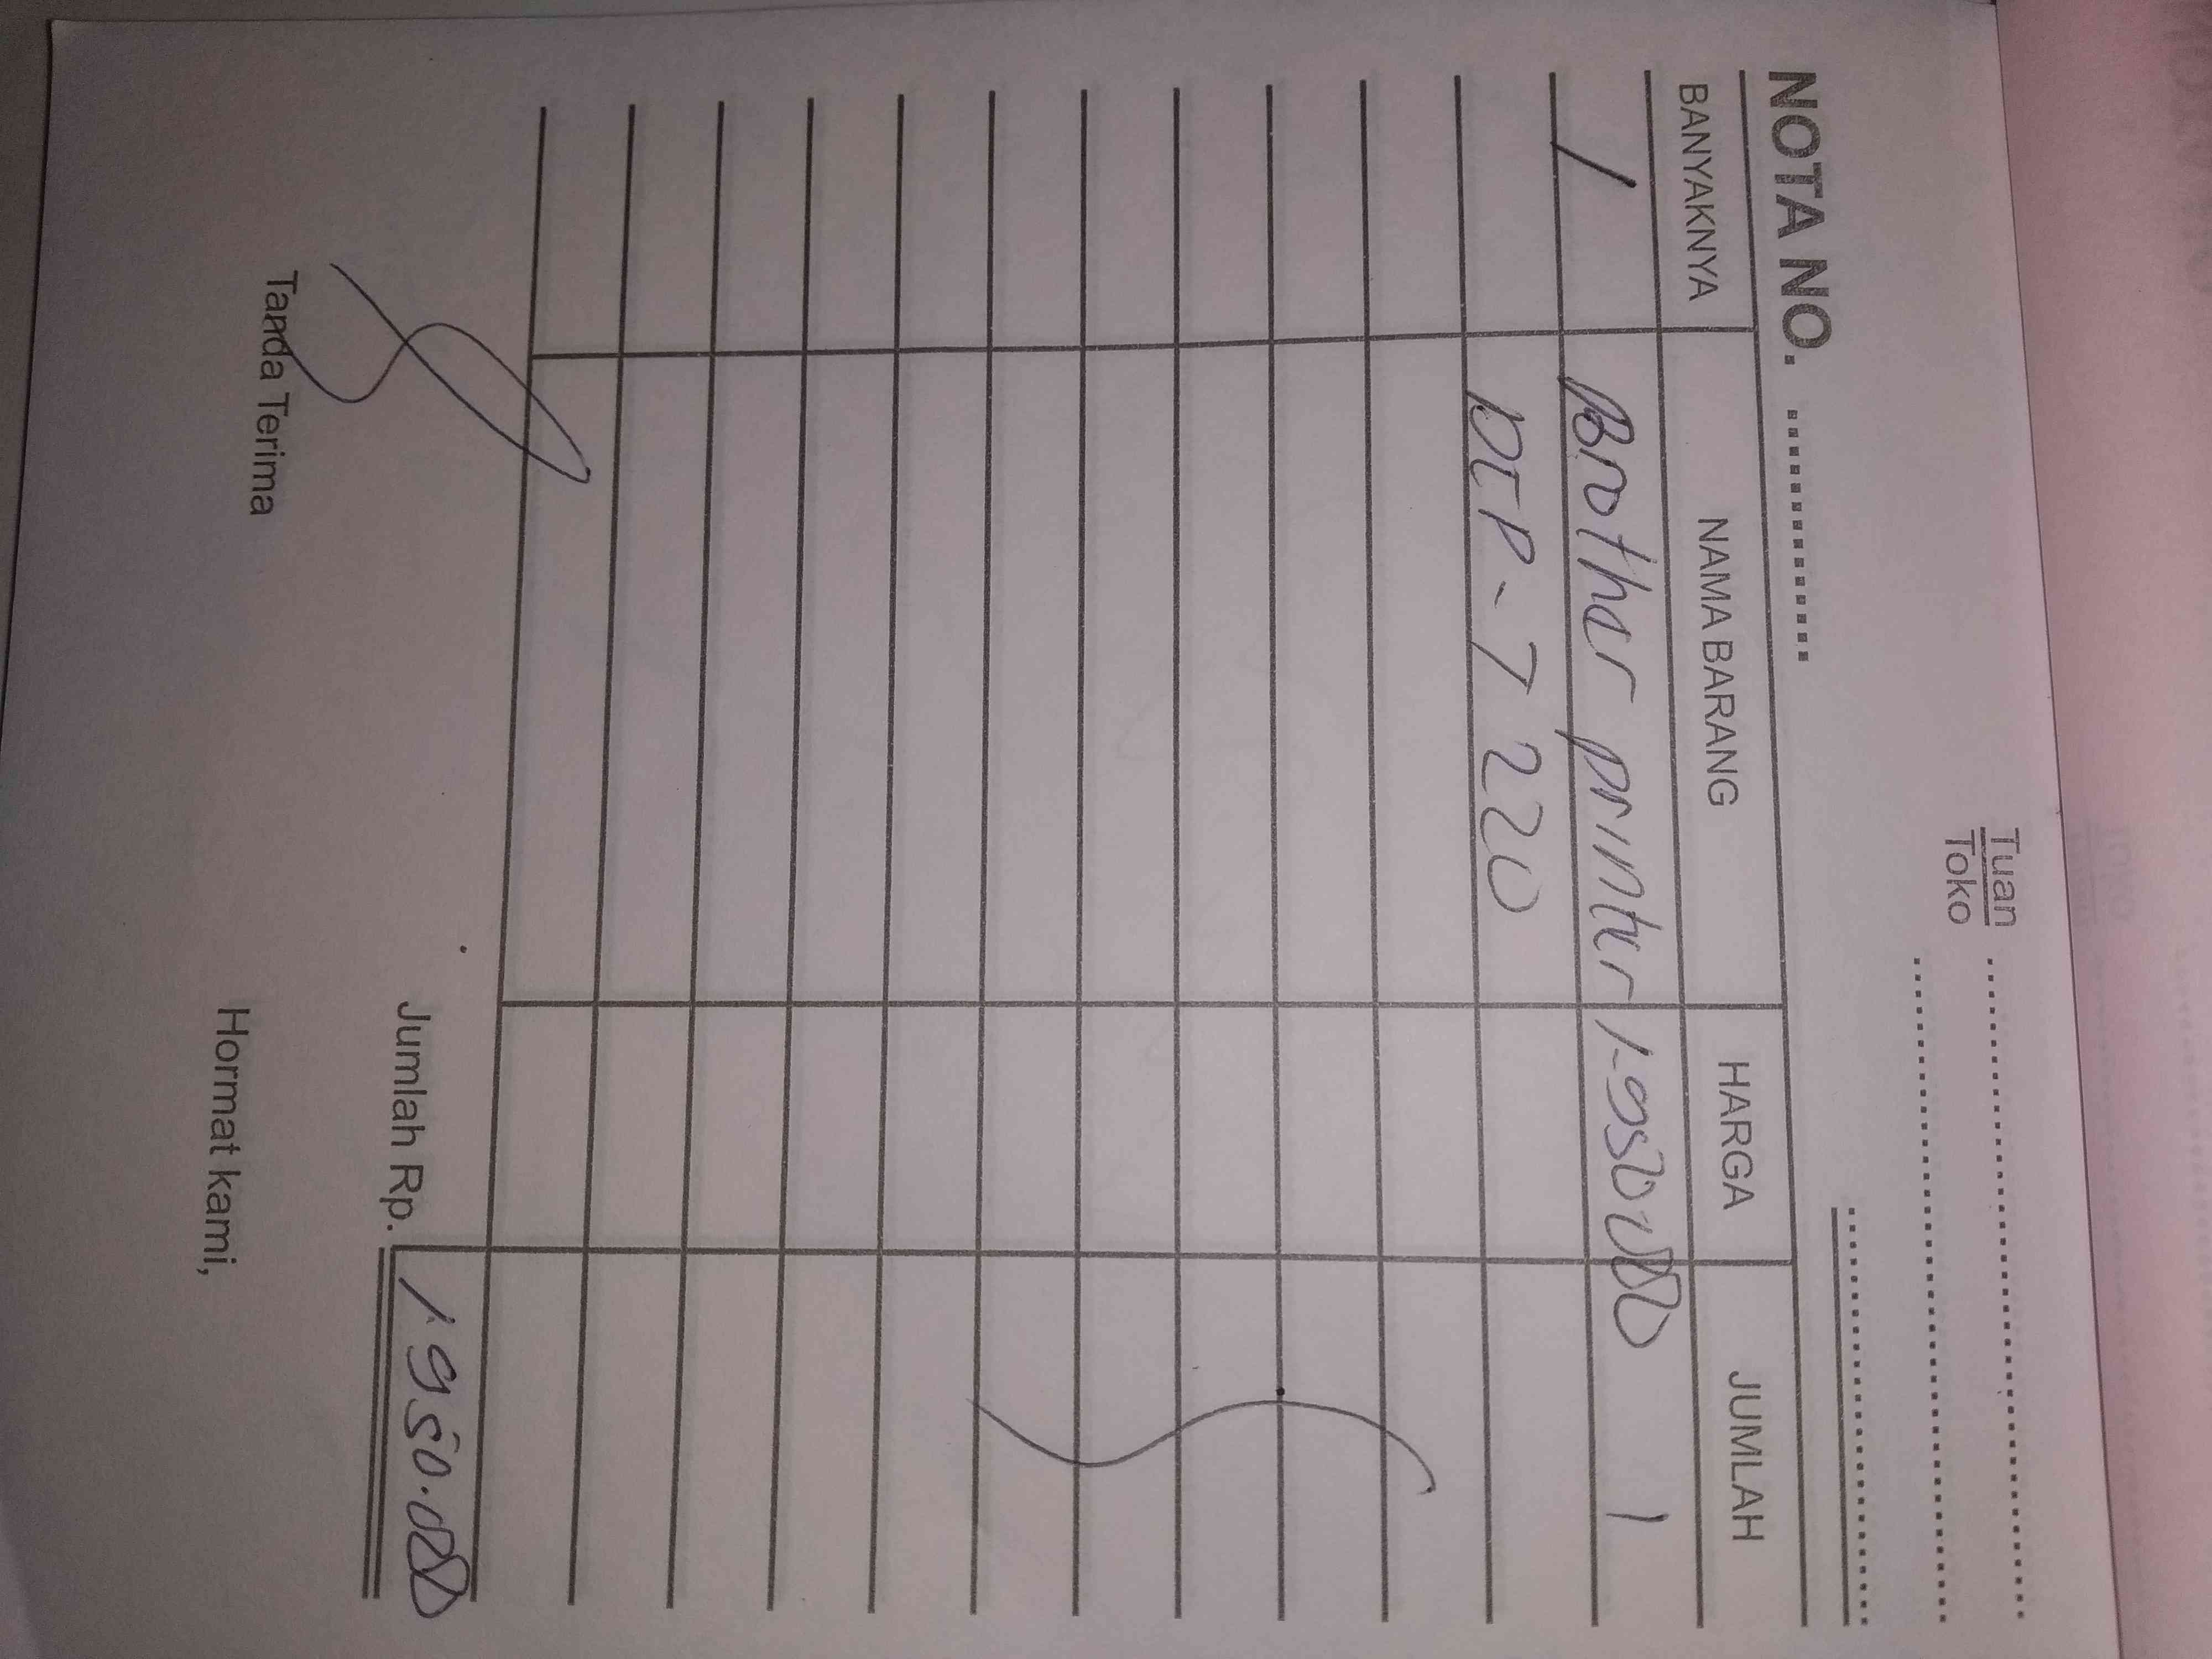 Tuan
Toko
NOTA NO.
BANYAKNYA NAMA BARANG HARGA JUMLAH
1 Brother printer 1.950.000 1
DCP - 7220
Jumlah Rp. 1.950.000
Tanda Terima Hormat kami,